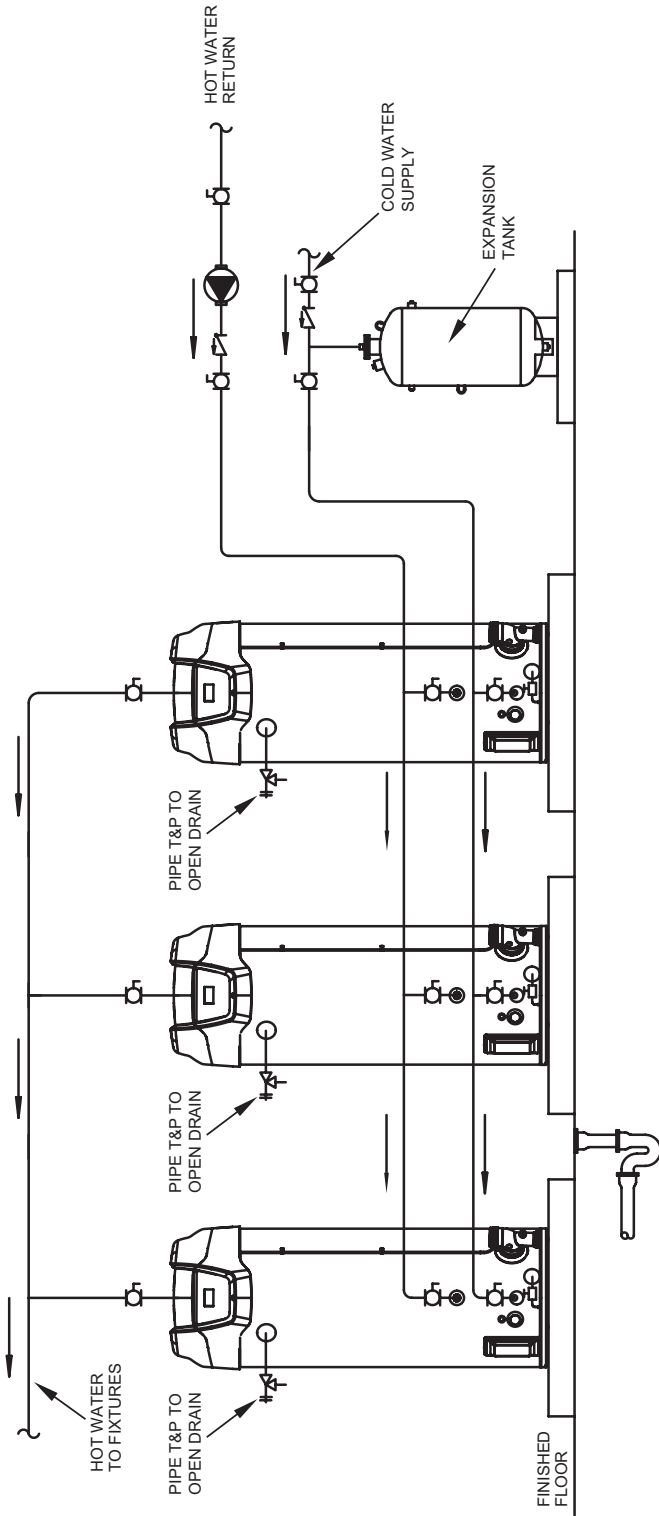 HOT WATER
TO FIXTURES
PIPE T&P TO
OPEN DRAIN
PIPE T&P TO
OPEN DRAIN
PIPE T&P TO
OPEN DRAIN
HOT WATER
RETURN
COLD WATER
SUPPLY
EXPANSION
TANK
FINISHED
FLOOR